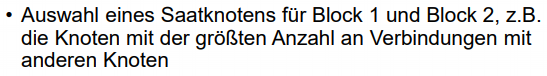 • Auswahl eines Saatknotens für Block 1 und Block 2, z.B.
die Knoten mit der größten Anzahl an Verbindungen mit
anderen Knoten